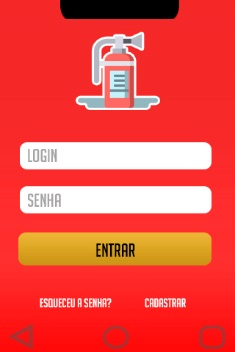 LOGIN
SENHA
ENTRAR
ESQUECEU A SENHA? CADASTRAR